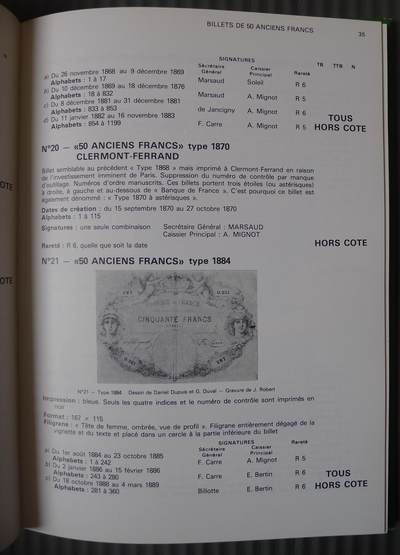 BILLETS DE 50 ANCIENS FRANCS
35
SIGNATURES
Secrétaire Général
Caissier Principal
Rareté
TB TTB N
a) Du 26 novembre 1868 au 9 décembre 1869
Alphabets : 1 à 17
Marsaud Soleil R 6
b) Du 10 décembre 1869 au 18 décembre 1876
Alphabets : 18 à 832
Marsaud A. Mignot R 5
c) Du 8 décembre 1881 au 31 décembre 1881
Alphabets : 833 à 853
de Jancigny A. Mignot R 6
d) Du 11 janvier 1882 au 16 novembre 1883
Alphabets : 854 à 1199
F. Carre A. Mignot R 5
TOUS
HORS COTE
N°20 — «50 ANCIENS FRANCS» type 1870
CLERMONT-FERRAND
Billet semblable au précédent « Type 1868 » mais imprimé à Clermont-Ferrand en raison
de l'investissement imminent de Paris. Suppression du numéro de contrôle par manque
d'outillage. Numéros d'ordre manuscrits. Ces billets portent trois étoiles (ou astérisques)
à droite, à gauche et au-dessous de « Banque de France ». C'est pourquoi ce billet est
également dénommé : « Type 1870 à astérisques ».
Dates de création : du 15 septembre 1870 au 27 octobre 1870
Alphabets : 1 à 115
Signatures : une seule combinaison Secrétaire Général : MARSAUD
Caissier Principal : A. MIGNOT
Rareté : R 6, quelle que soit la date
HORS COTE
N°21 — «50 ANCIENS FRANCS» type 1884
CINQUANTE FRANCS
N°21 - Type 1884 Dessin de Daniel Dupuis et G. Duval - Gravure de J. Robert
Impression : bleue. Seuls les quatre indices et le numéro de contrôle sont imprimés en
noir
Format : 167 × 115
Filigrane : « Tête de femme, ombrée, vue de profil ». Filigrane entièrement dégagé de la
vignette et du texte et placé dans un cercle à la partie inférieure du billet
SIGNATURES
Secrétaire Général
Caissier Principal
Rareté
a) Du 1er août 1884 au 23 octobre 1885
Alphabets : 1 à 242
F. Carre A. Mignot R 5
b) Du 2 janvier 1886 au 15 février 1886
Alphabets : 243 à 280
F. Carre E. Bertin R 6
c) Du 18 octobre 1888 au 4 mars 1889
Alphabets : 281 à 360
Billotte E. Bertin R 6
TOUS
HORS COTE